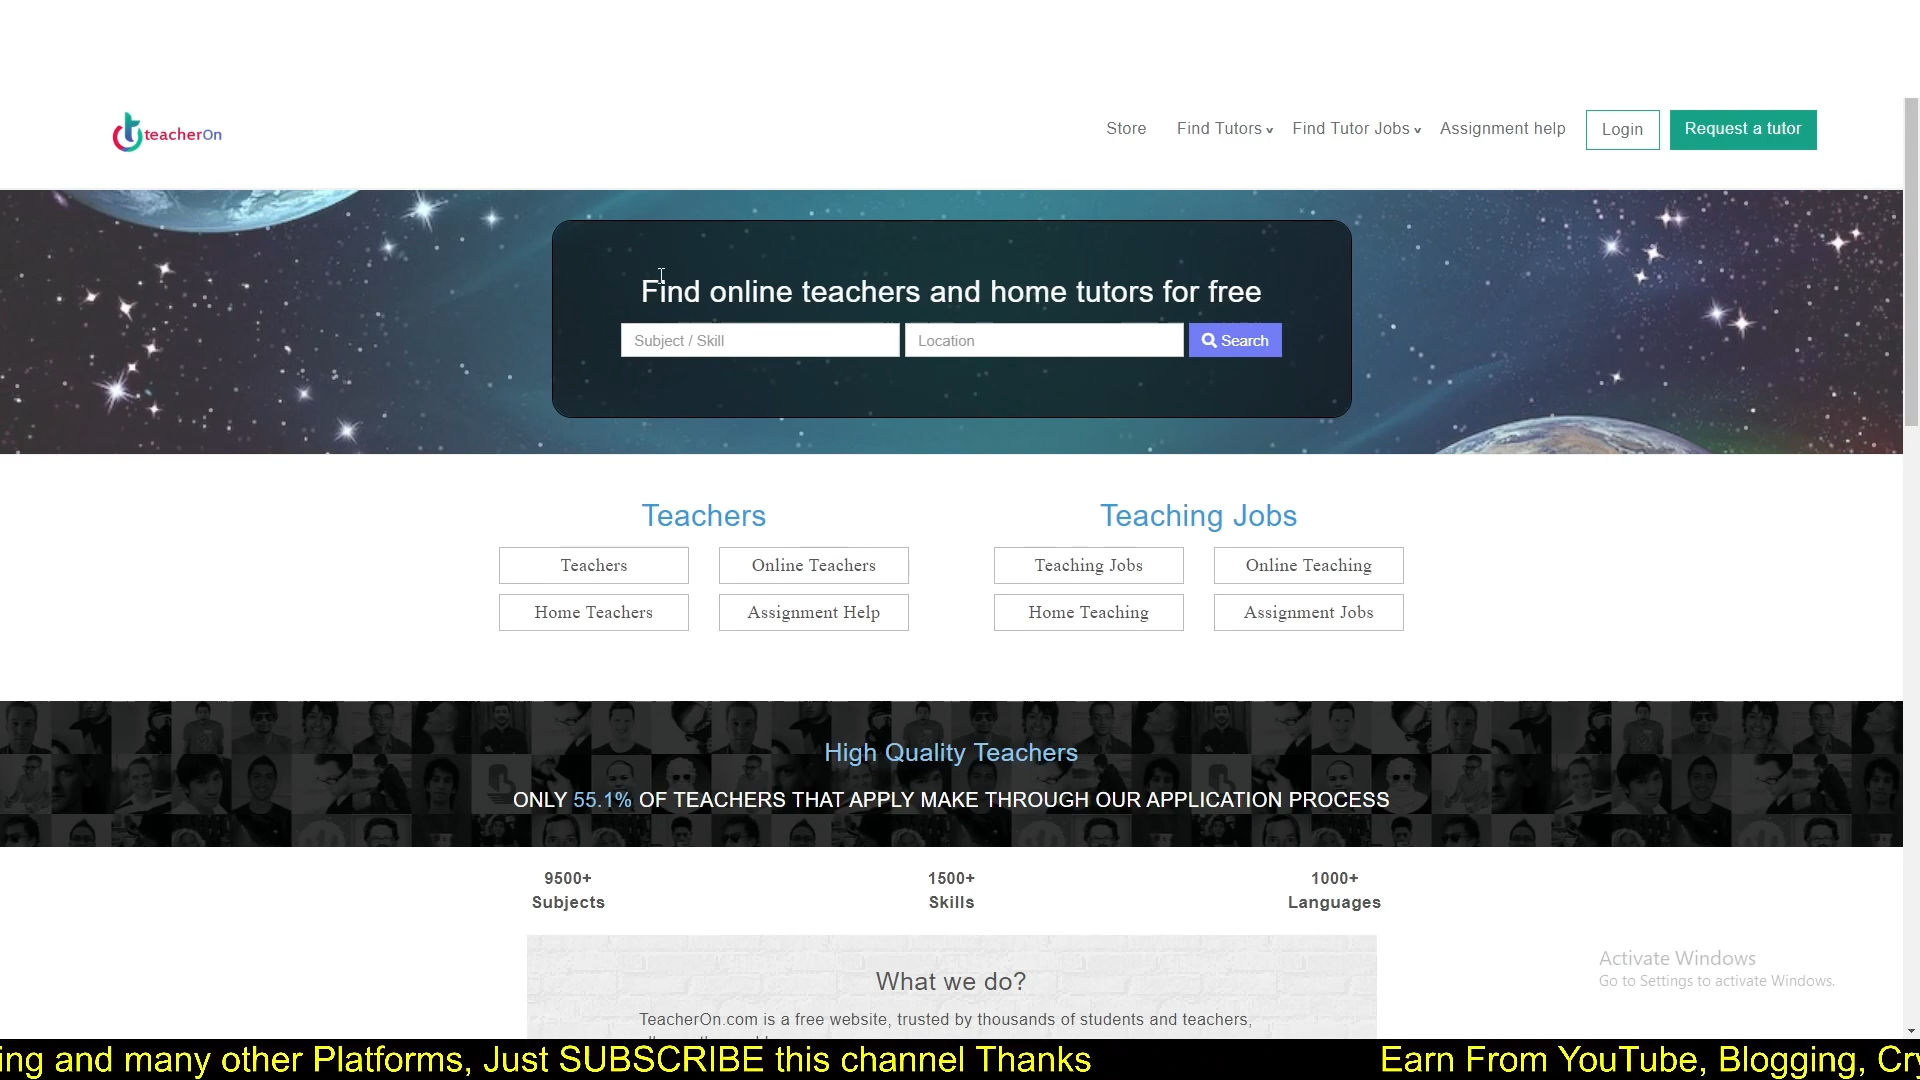 teacherOn
Store Find Tutors Find Tutor Jobs Assignment help Login Request a tutor
Find online teachers and home tutors for free
Subject / Skill Location Search
Teachers
Teachers Online Teachers
Home Teachers Assignment Help
Teaching Jobs
Teaching Jobs Online Teaching
Home Teaching Assignment Jobs
High Quality Teachers
ONLY 55.1% OF TEACHERS THAT APPLY MAKE THROUGH OUR APPLICATION PROCESS
9500+
Subjects
1500+
Skills
1000+
Languages
What we do?
TeacherOn.com is a free website, trusted by thousands of students and teachers,
Activate Windows
Go to Settings to activate Windows.
ing and many other Platforms, Just SUBSCRIBE this channel Thanks Earn From YouTube, Blogging, Cry